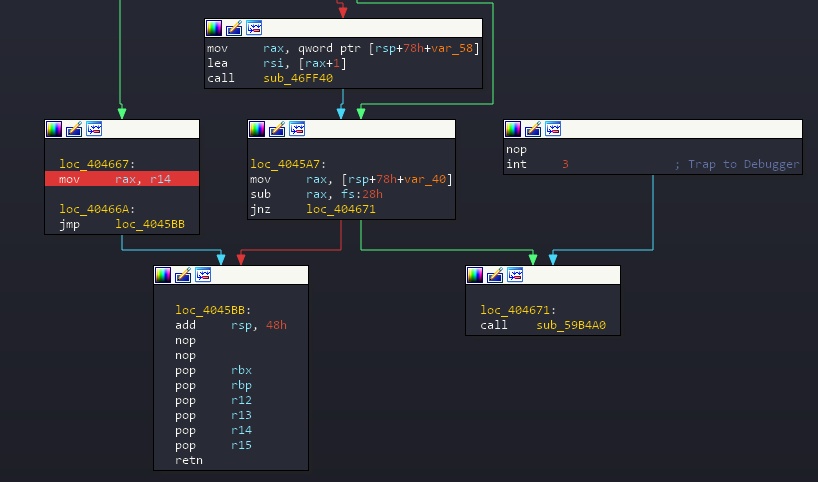 mov rax, qword ptr [rsp+78h+var_58]
lea rsi, [rax+1]
call sub_46FF40
loc_404667:
mov rax, r14
loc_40466A:
jmp loc_4045BB
loc_4045A7:
mov rax, [rsp+78h+var_40]
sub rax, fs:28h
jnz loc_404671
nop
int 3 ; Trap to Debugger
loc_4045BB:
add rsp, 48h
nop
nop
pop rbx
pop rbp
pop r12
pop r13
pop r14
pop r15
retn
loc_404671:
call sub_59B4A0